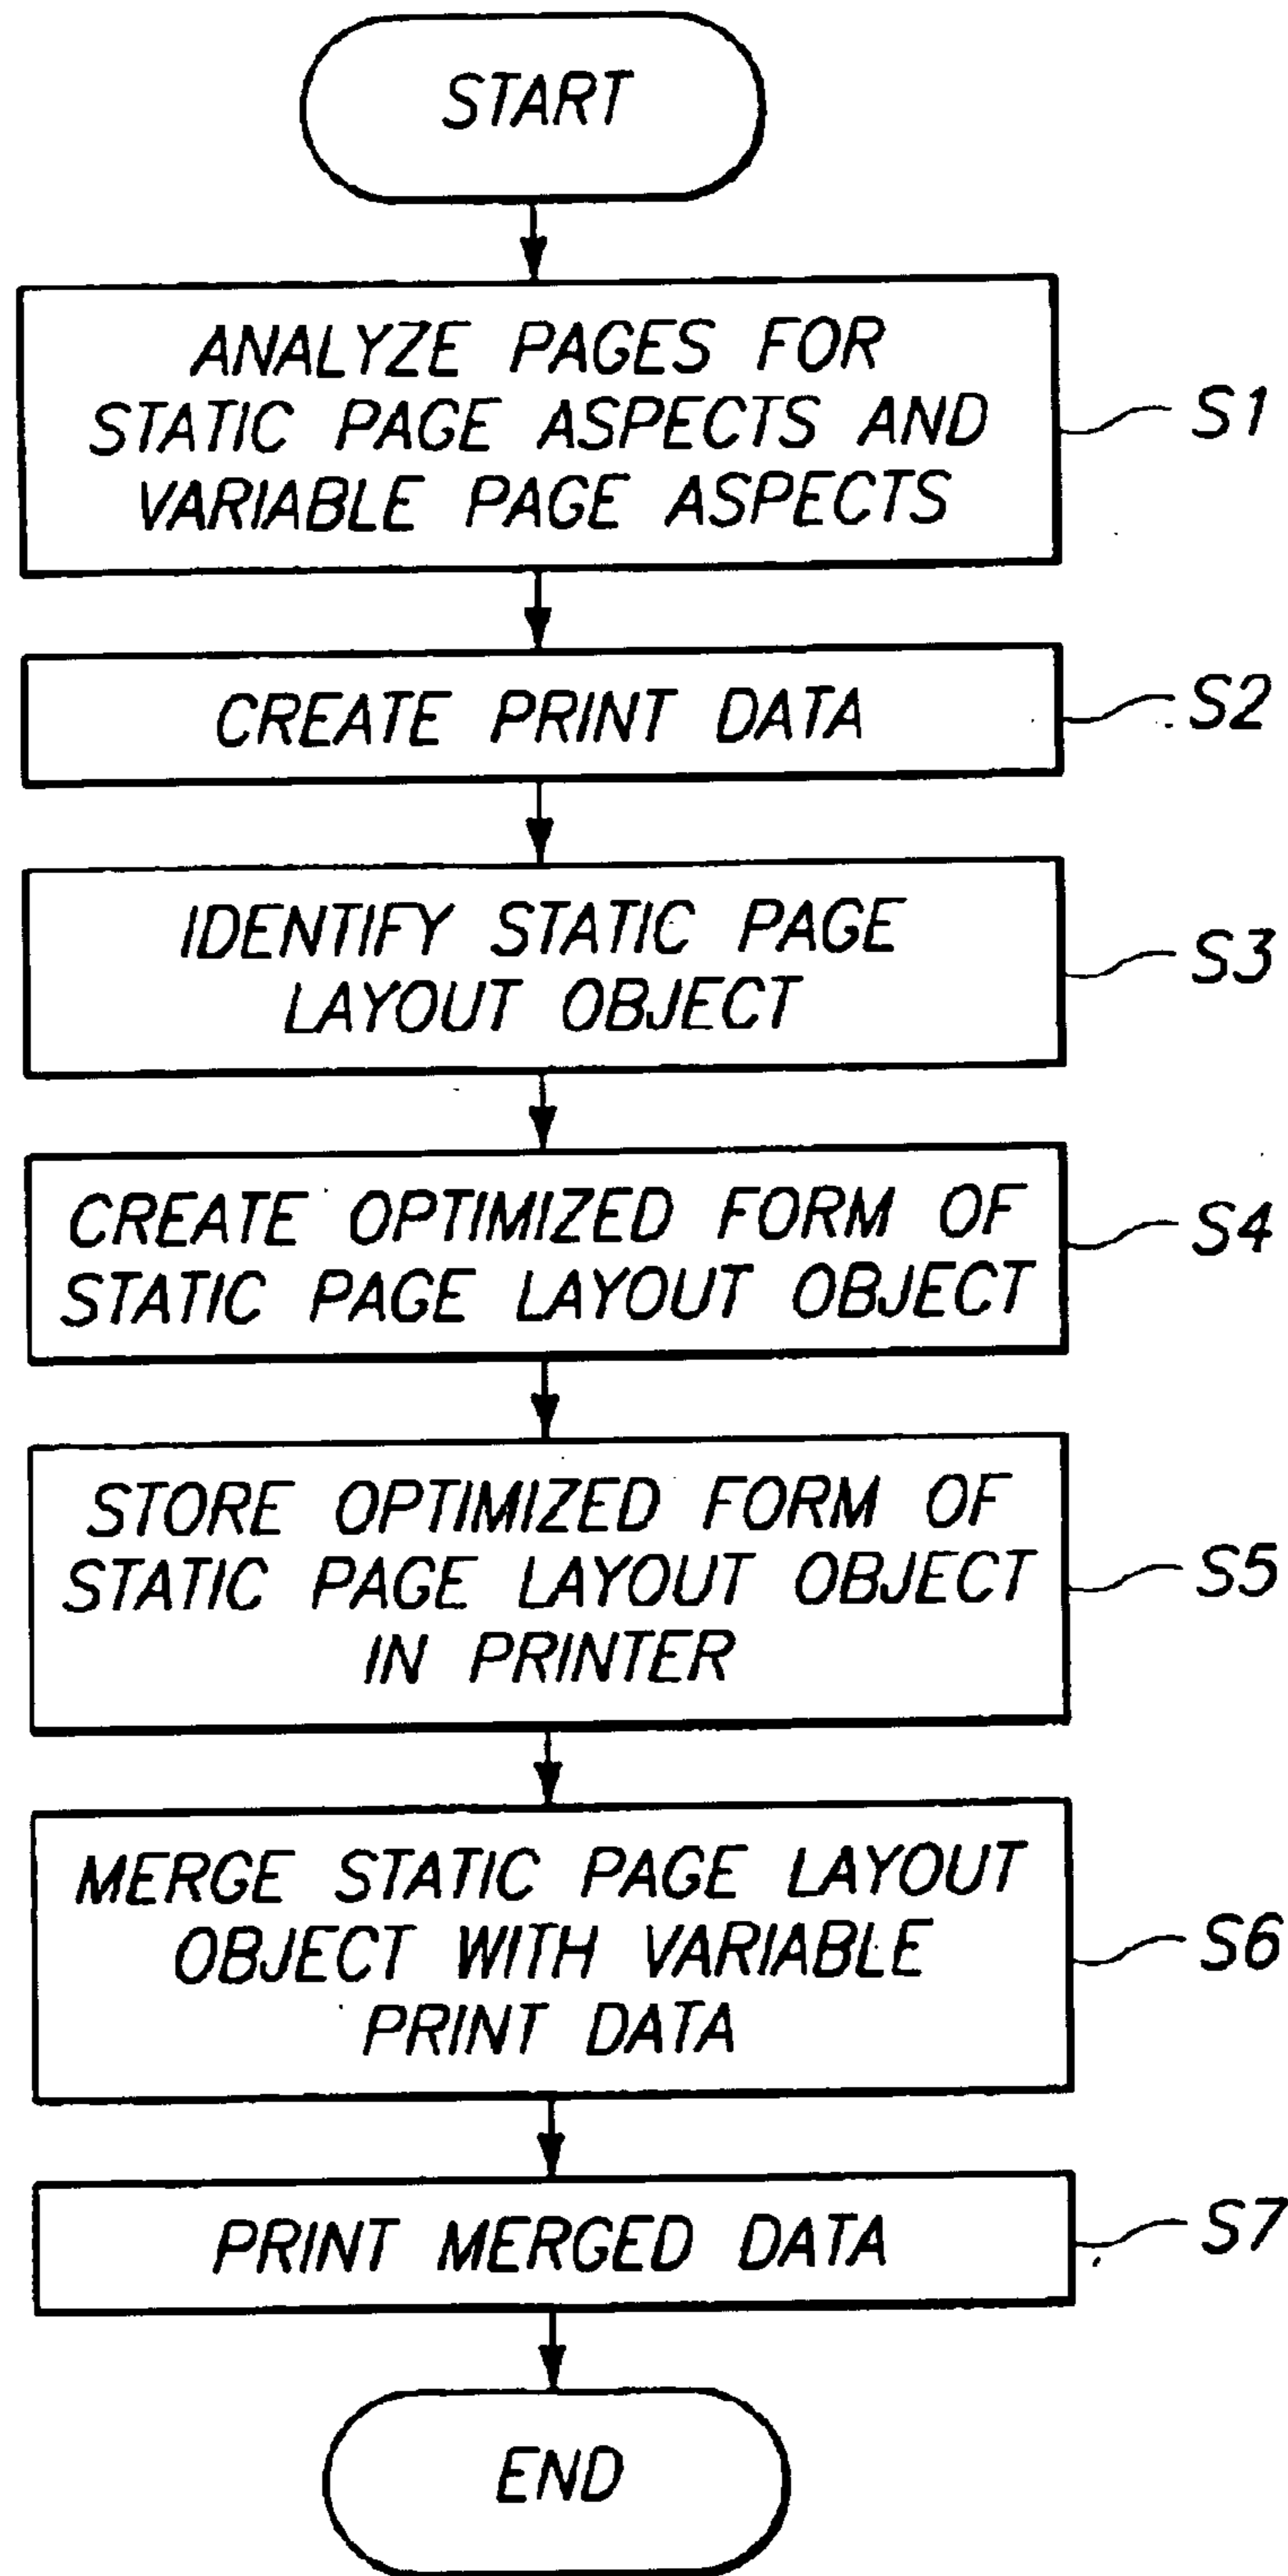 START
ANALYZE PAGES FOR
STATIC PAGE ASPECTS AND
VARIABLE PAGE ASPECTS
S1
CREATE PRINT DATA
S2
IDENTIFY STATIC PAGE
LAYOUT OBJECT
S3
CREATE OPTIMIZED FORM OF
STATIC PAGE LAYOUT OBJECT
S4
STORE OPTIMIZED FORM OF
STATIC PAGE LAYOUT OBJECT
IN PRINTER
S5
MERGE STATIC PAGE LAYOUT
OBJECT WITH VARIABLE
PRINT DATA
S6
PRINT MERGED DATA
S7
END